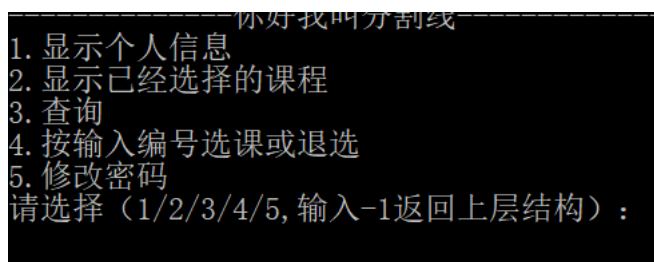 --------------你好我叫分割线-------------
1.显示个人信息
2.显示已经选择的课程
3.查询
4.按输入编号选课或退选
5.修改密码
请选择（1/2/3/4/5,输入-1返回上层结构）: